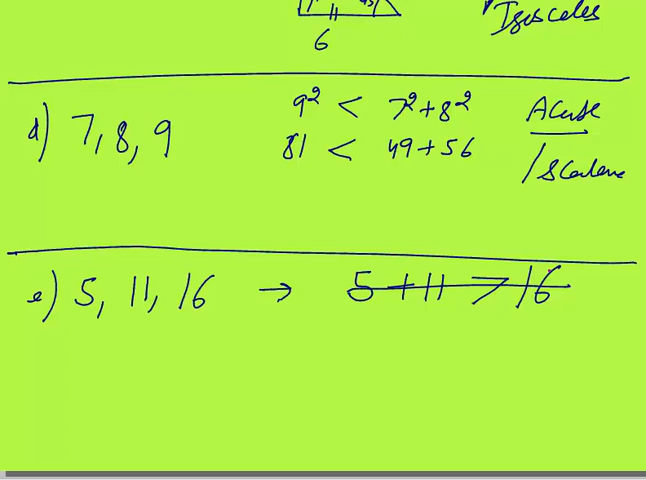 45
6
Isosceles
d) 7, 8, 9
9² < 7² + 8²
Acute
81 < 49 + 56
/ Scalene
e) 5, 11, 16 → 5 + 11 > 16